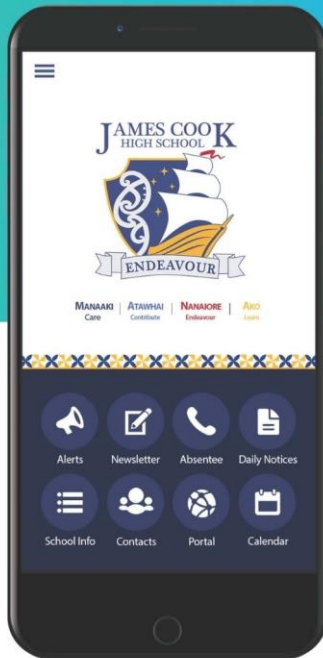 JAMES COOK
HIGH SCHOOL
ENDEAVOUR
MANAAKI | ATAWHAI | NANAIORE | AKO
Care Contribute Endeavour Learn
Alerts Newsletter Absentee Daily Notices
School Info Contacts Portal Calendar